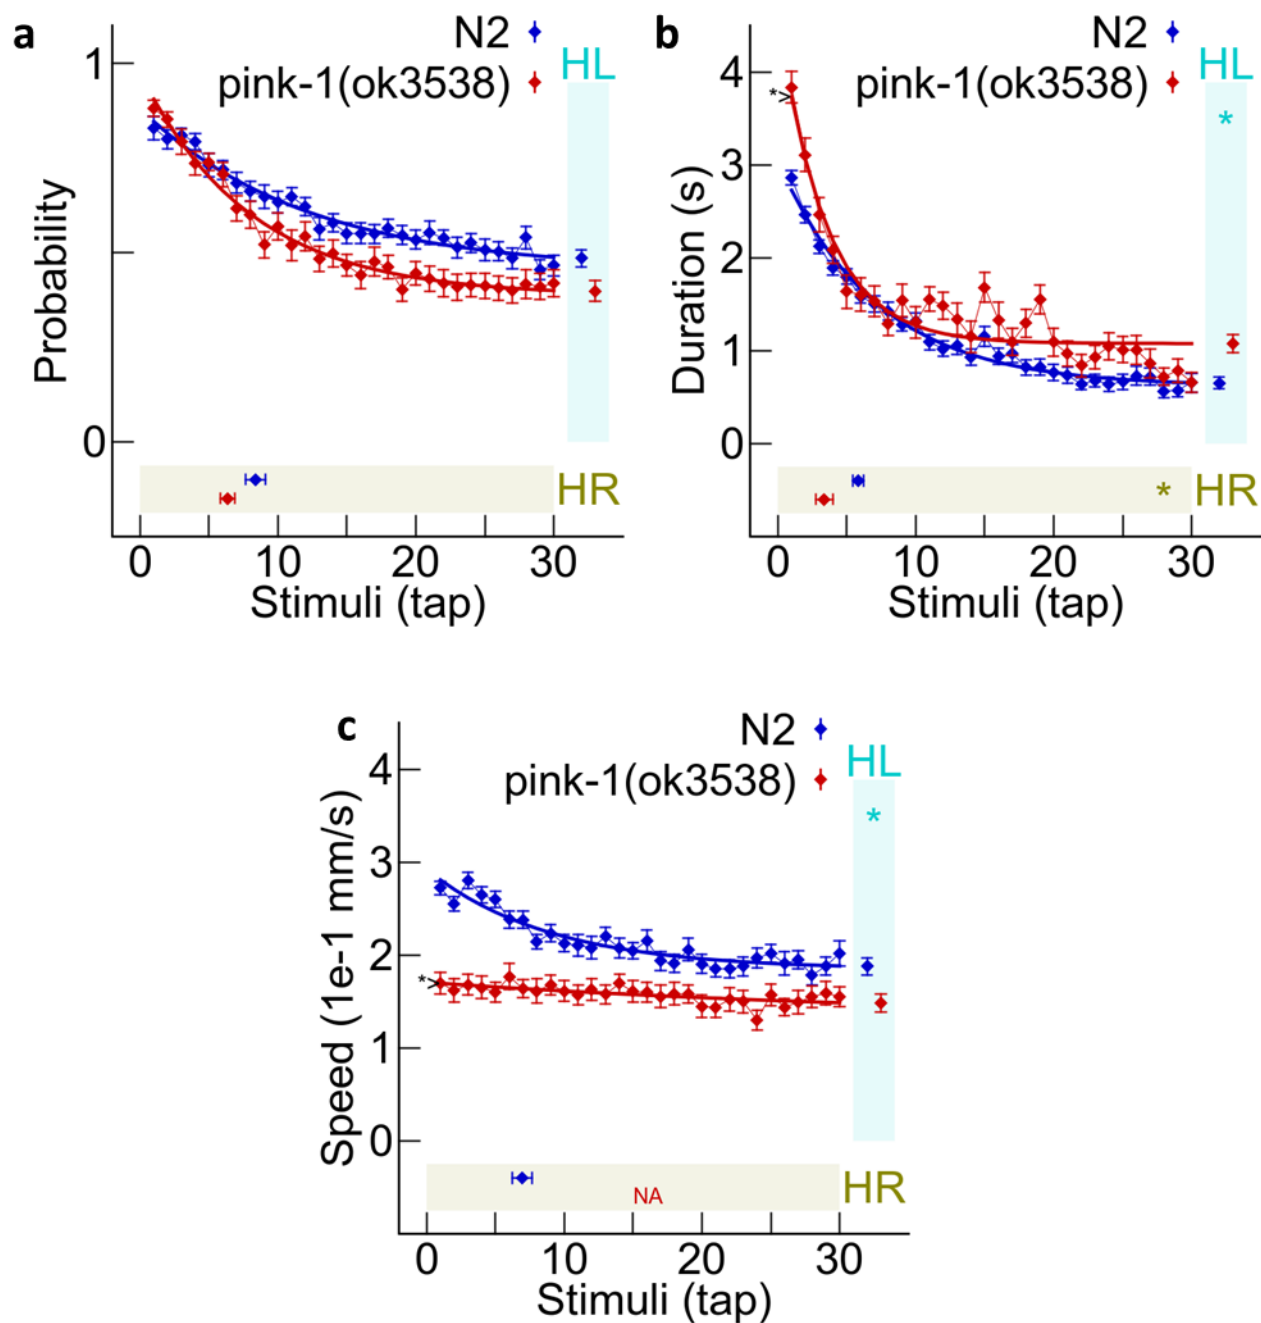 a
N2
pink-1(ok3538)
HL
1
0
Probability
HR
0 10 20 30
Stimuli (tap)
b
N2
pink-1(ok3538)
HL
*
*>
4
3
2
1
0
Duration (s)
* HR
0 10 20 30
Stimuli (tap)
c
N2
pink-1(ok3538)
HL
*
4
3
2
*>
1
0
Speed (1e-1 mm/s)
NA
HR
0 10 20 30
Stimuli (tap)